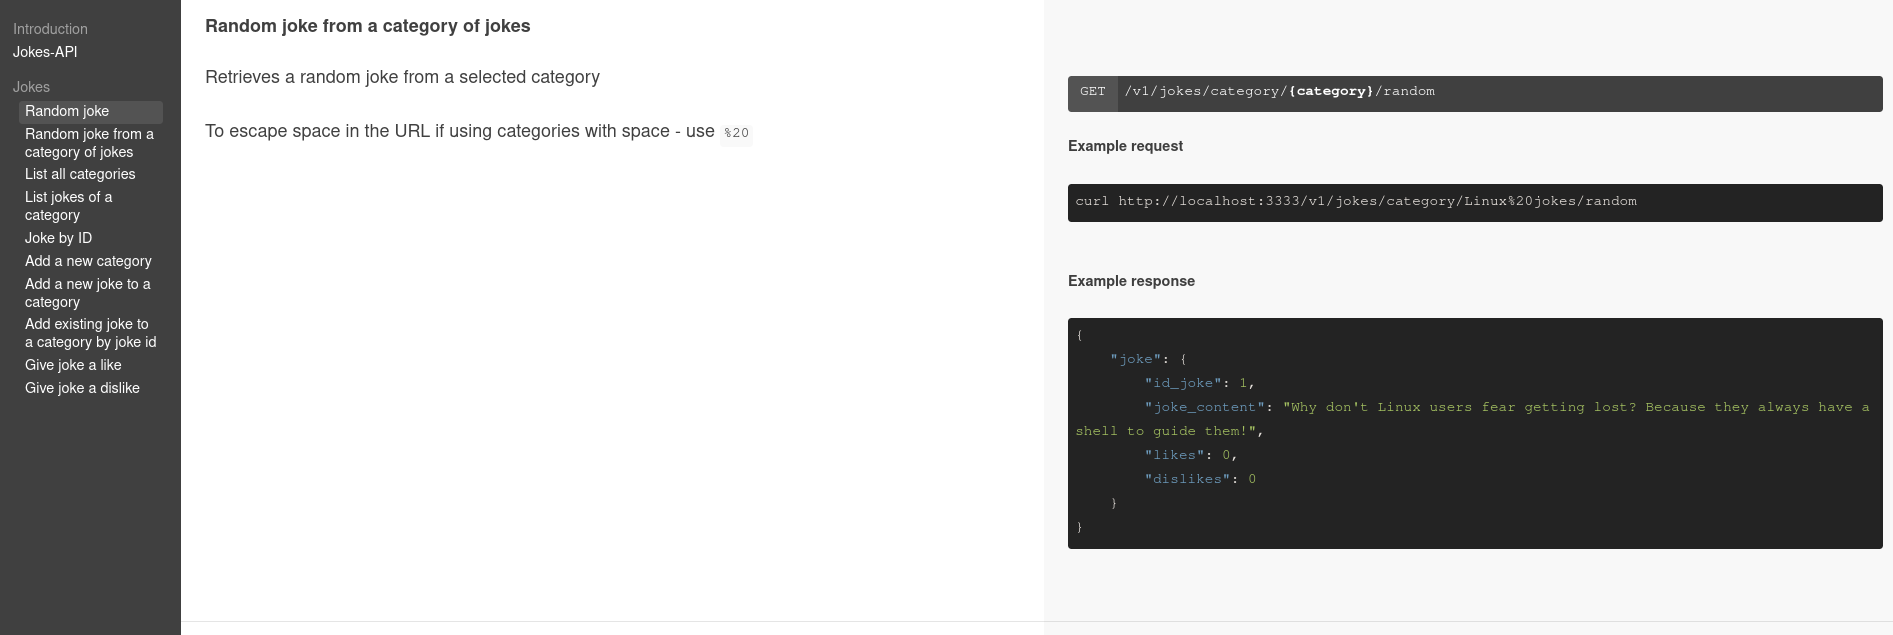 Introduction
Jokes-API
Jokes
Random joke
Random joke from a
category of jokes
List all categories
List jokes of a
category
Joke by ID
Add a new category
Add a new joke to a
category
Add existing joke to
a category by joke id
Give joke a like
Give joke a dislike
Random joke from a category of jokes
Retrieves a random joke from a selected category
To escape space in the URL if using categories with space - use %20
GET /v1/jokes/category/{category}/random
Example request
curl http://localhost:3333/v1/jokes/category/Linux%20jokes/random
Example response
{
    "joke": {
        "id_joke": 1,
        "joke_content": "Why don't Linux users fear getting lost? Because they always have a
shell to guide them!",
        "likes": 0,
        "dislikes": 0
    }
}